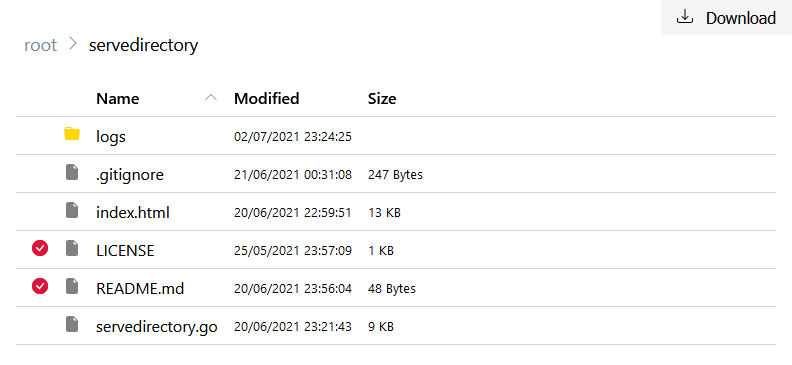 Download
root > servedirectory
Name Modified Size
logs 02/07/2021 23:24:25
.gitignore 21/06/2021 00:31:08 247 Bytes
index.html 20/06/2021 22:59:51 13 KB
LICENSE 25/05/2021 23:57:09 1 KB
README.md 20/06/2021 23:56:04 48 Bytes
servedirectory.go 20/06/2021 23:21:43 9 KB